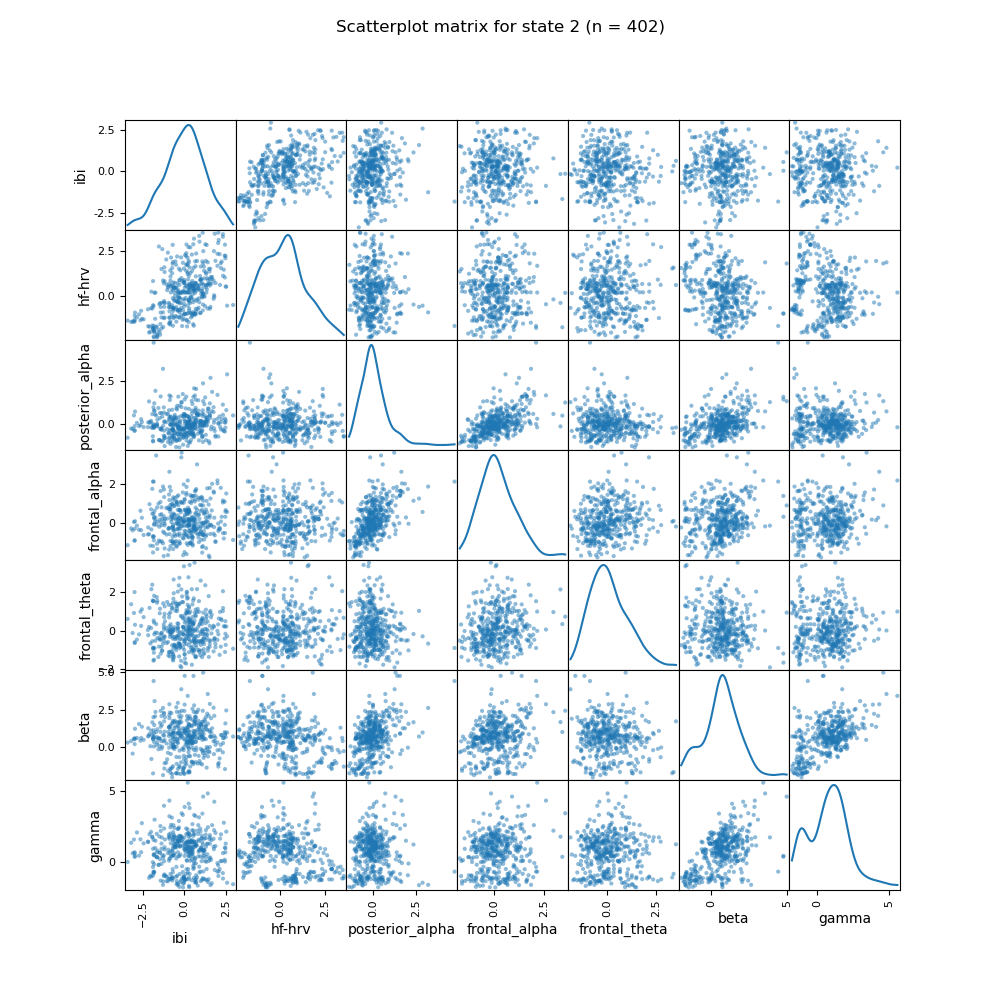 Scatterplot matrix for state 2 (n = 402)
2.5
0.0
−2.5
ibi
2.5
0.0
hf-hrv
2.5
0.0
posterior_alpha
2
0
frontal_alpha
2
0
−2
frontal_theta
5.0
2.5
0.0
beta
5
0
gamma
−2.5 0.0 2.5 0.0 2.5 0.0 2.5 0.0 2.5 0.0 2.5 0 5 0 5
ibi hf-hrv posterior_alpha frontal_alpha frontal_theta beta gamma